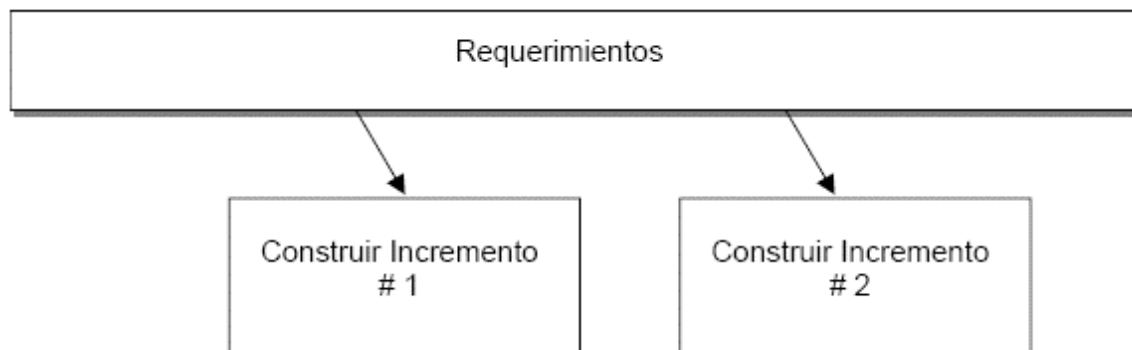 Requerimientos
Construir Incremento
# 1
Construir Incremento
# 2